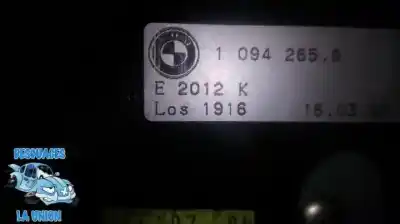 1 094 265.9
E 2012 K
Los 1916 16.03
DESGUACES
LA UNION